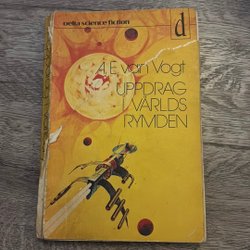 delta science fiction
d
A.E. van Vogt
UPPDRAG
I VÄRLDS
RYMDEN